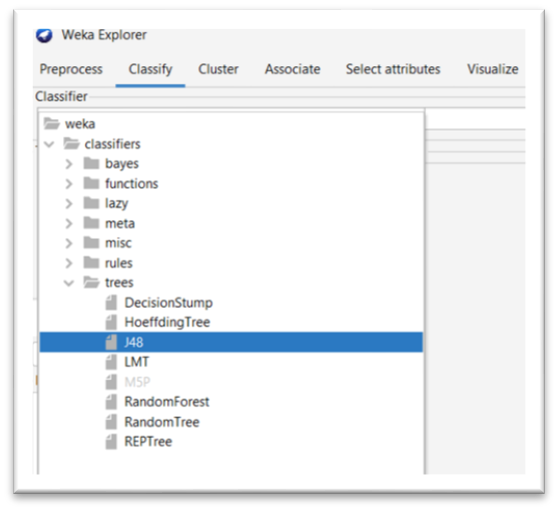 Weka Explorer
Preprocess Classify Cluster Associate Select attributes Visualize
Classifier
weka
classifiers
bayes
functions
lazy
meta
misc
rules
trees
DecisionStump
HoeffdingTree
J48
LMT
M5P
RandomForest
RandomTree
REPTree